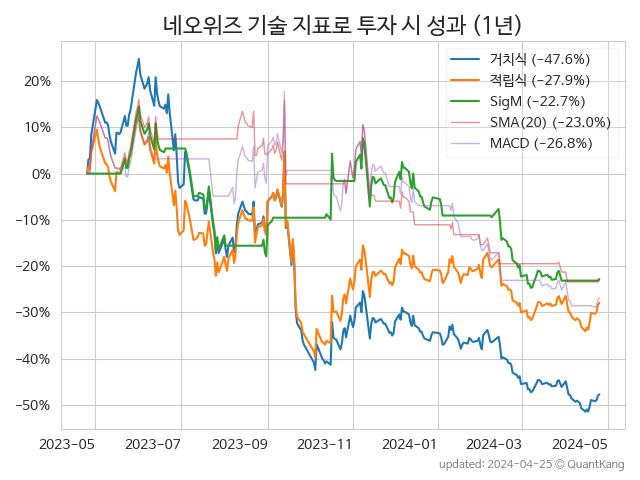 네오위즈 기술 지표로 투자 시 성과 (1년)
거치식 (−47.6%)
적립식 (−27.9%)
SigM (−22.7%)
SMA(20) (−23.0%)
MACD (−26.8%)
20%
10%
0%
−10%
−20%
−30%
−40%
−50%
2023-05 2023-07 2023-09 2023-11 2024-01 2024-03 2024-05
updated: 2024-04-25 © QuantKang